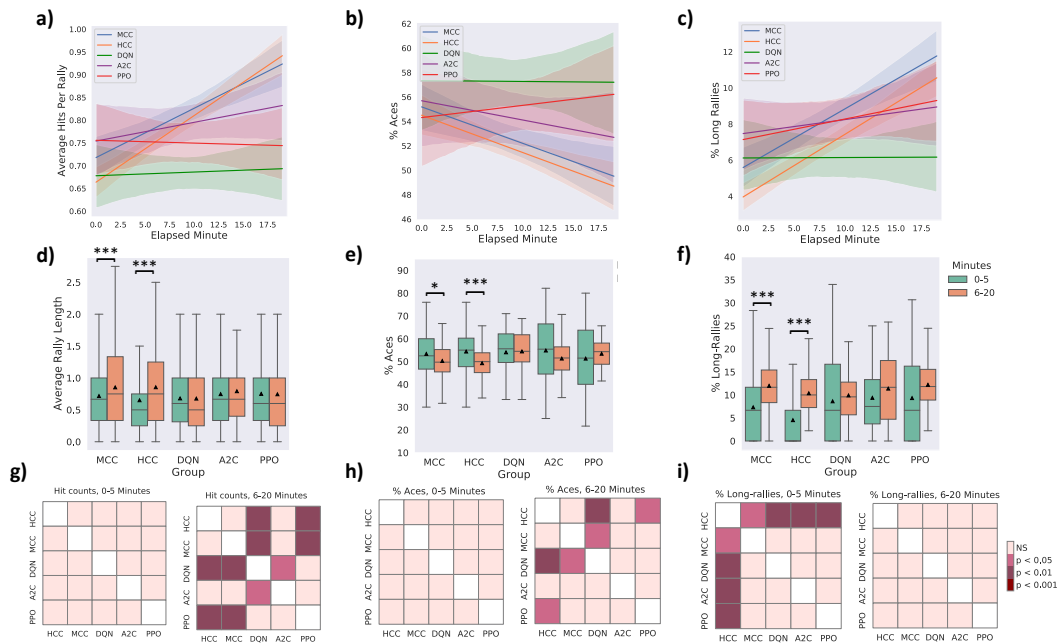 a)
Average Hits Per Rally
1.00
0.95
0.90
0.85
0.80
0.75
0.70
0.65
0.60
MCC
HCC
DQN
A2C
PPO
0.0 2.5 5.0 7.5 10.0 12.5 15.0 17.5
Elapsed Minute
b)
% Aces
62
60
58
56
54
52
50
48
46
MCC
HCC
DQN
A2C
PPO
0.0 2.5 5.0 7.5 10.0 12.5 15.0 17.5
Elapsed Minute
c)
% Long Rallies
12
10
8
6
4
MCC
HCC
DQN
A2C
PPO
0.0 2.5 5.0 7.5 10.0 12.5 15.0 17.5
Elapsed Minute
d)
Average Rally Length
2.5
2.0
1.5
1.0
0.5
0.0
***
***
MCC HCC DQN A2C PPO
Group
e)
% Aces
90
80
70
60
50
40
30
20
10
*
***
MCC HCC DQN A2C PPO
Group
f)
% Long-Rallies
40
35
30
25
20
15
10
5
0
***
***
MCC HCC DQN A2C PPO
Group
Minutes
0-5
6-20
g)
Hit counts, 0-5 Minutes
HCC
MCC
DQN
A2C
PPO
HCC MCC DQN A2C PPO
Hit counts, 6-20 Minutes
HCC
MCC
DQN
A2C
PPO
HCC MCC DQN A2C PPO
h)
% Aces, 0-5 Minutes
HCC
MCC
DQN
A2C
PPO
HCC MCC DQN A2C PPO
% Aces, 6-20 Minutes
HCC
MCC
DQN
A2C
PPO
HCC MCC DQN A2C PPO
i)
% Long-rallies, 0-5 Minutes
HCC
MCC
DQN
A2C
PPO
HCC MCC DQN A2C PPO
% Long-rallies, 6-20 Minutes
HCC
MCC
DQN
A2C
PPO
HCC MCC DQN A2C PPO
NS
p < 0,05
p < 0.01
p < 0.001